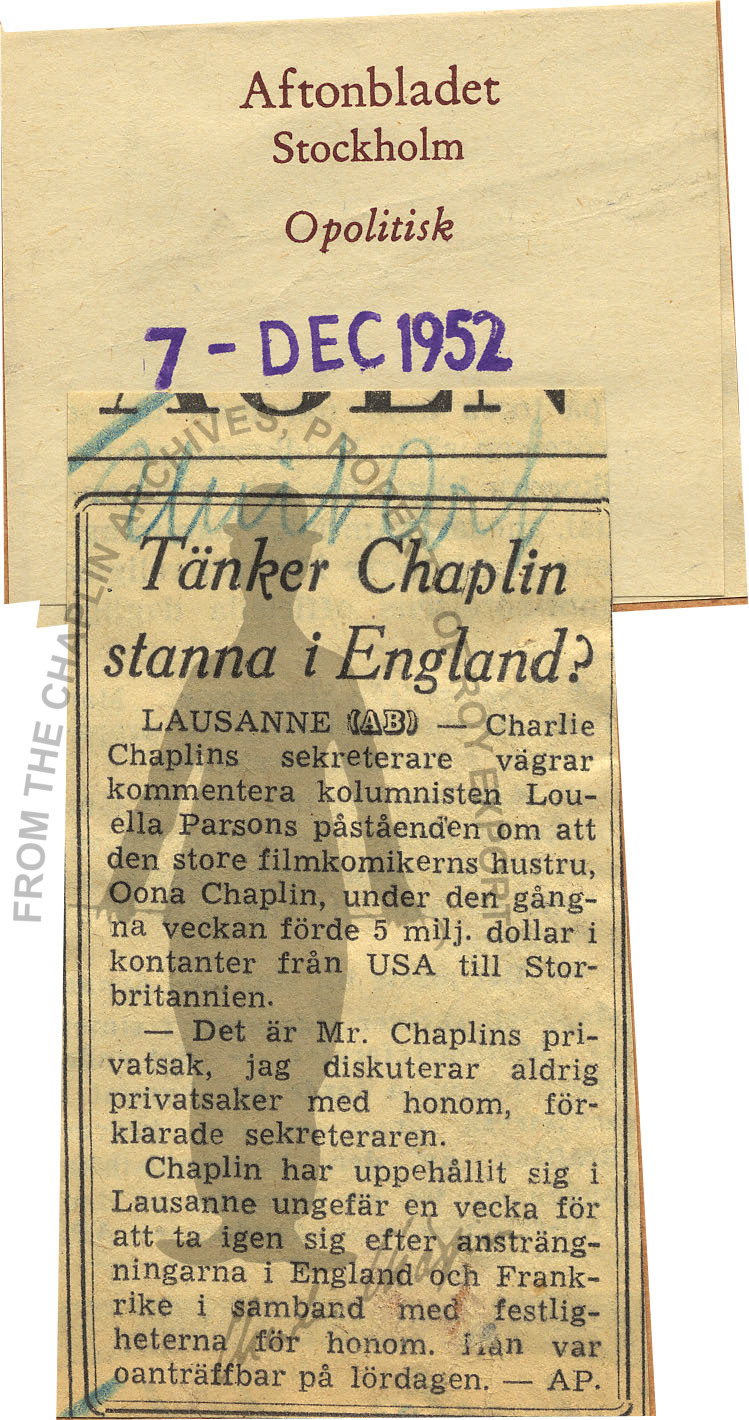 Aftonbladet
Stockholm
Opolitisk
7 - DEC 1952
FROM THE CHAPLIN ARCHIVES, PROPERTY OF ROY EXPORT
Tänker Chaplin
stanna i England?
LAUSANNE (AB) — Charlie
Chaplins sekreterare vägrar
kommentera kolumnisten Lou-
ella Parsons påståenden om att
den store filmkomikerns hustru,
Oona Chaplin, under den gång-
na veckan förde 5 milj. dollar i
kontanter från USA till Stor-
britannien.
— Det är Mr. Chaplins pri-
vatsak, jag diskuterar aldrig
privatsaker med honom, för-
klarade sekreteraren.
Chaplin har uppehållit sig i
Lausanne ungefär en vecka för
att ta igen sig efter ansträng-
ningarna i England och Frank-
rike i samband med festlig-
heterna för honom. Han var
oanträffbar på lördagen. — AP.